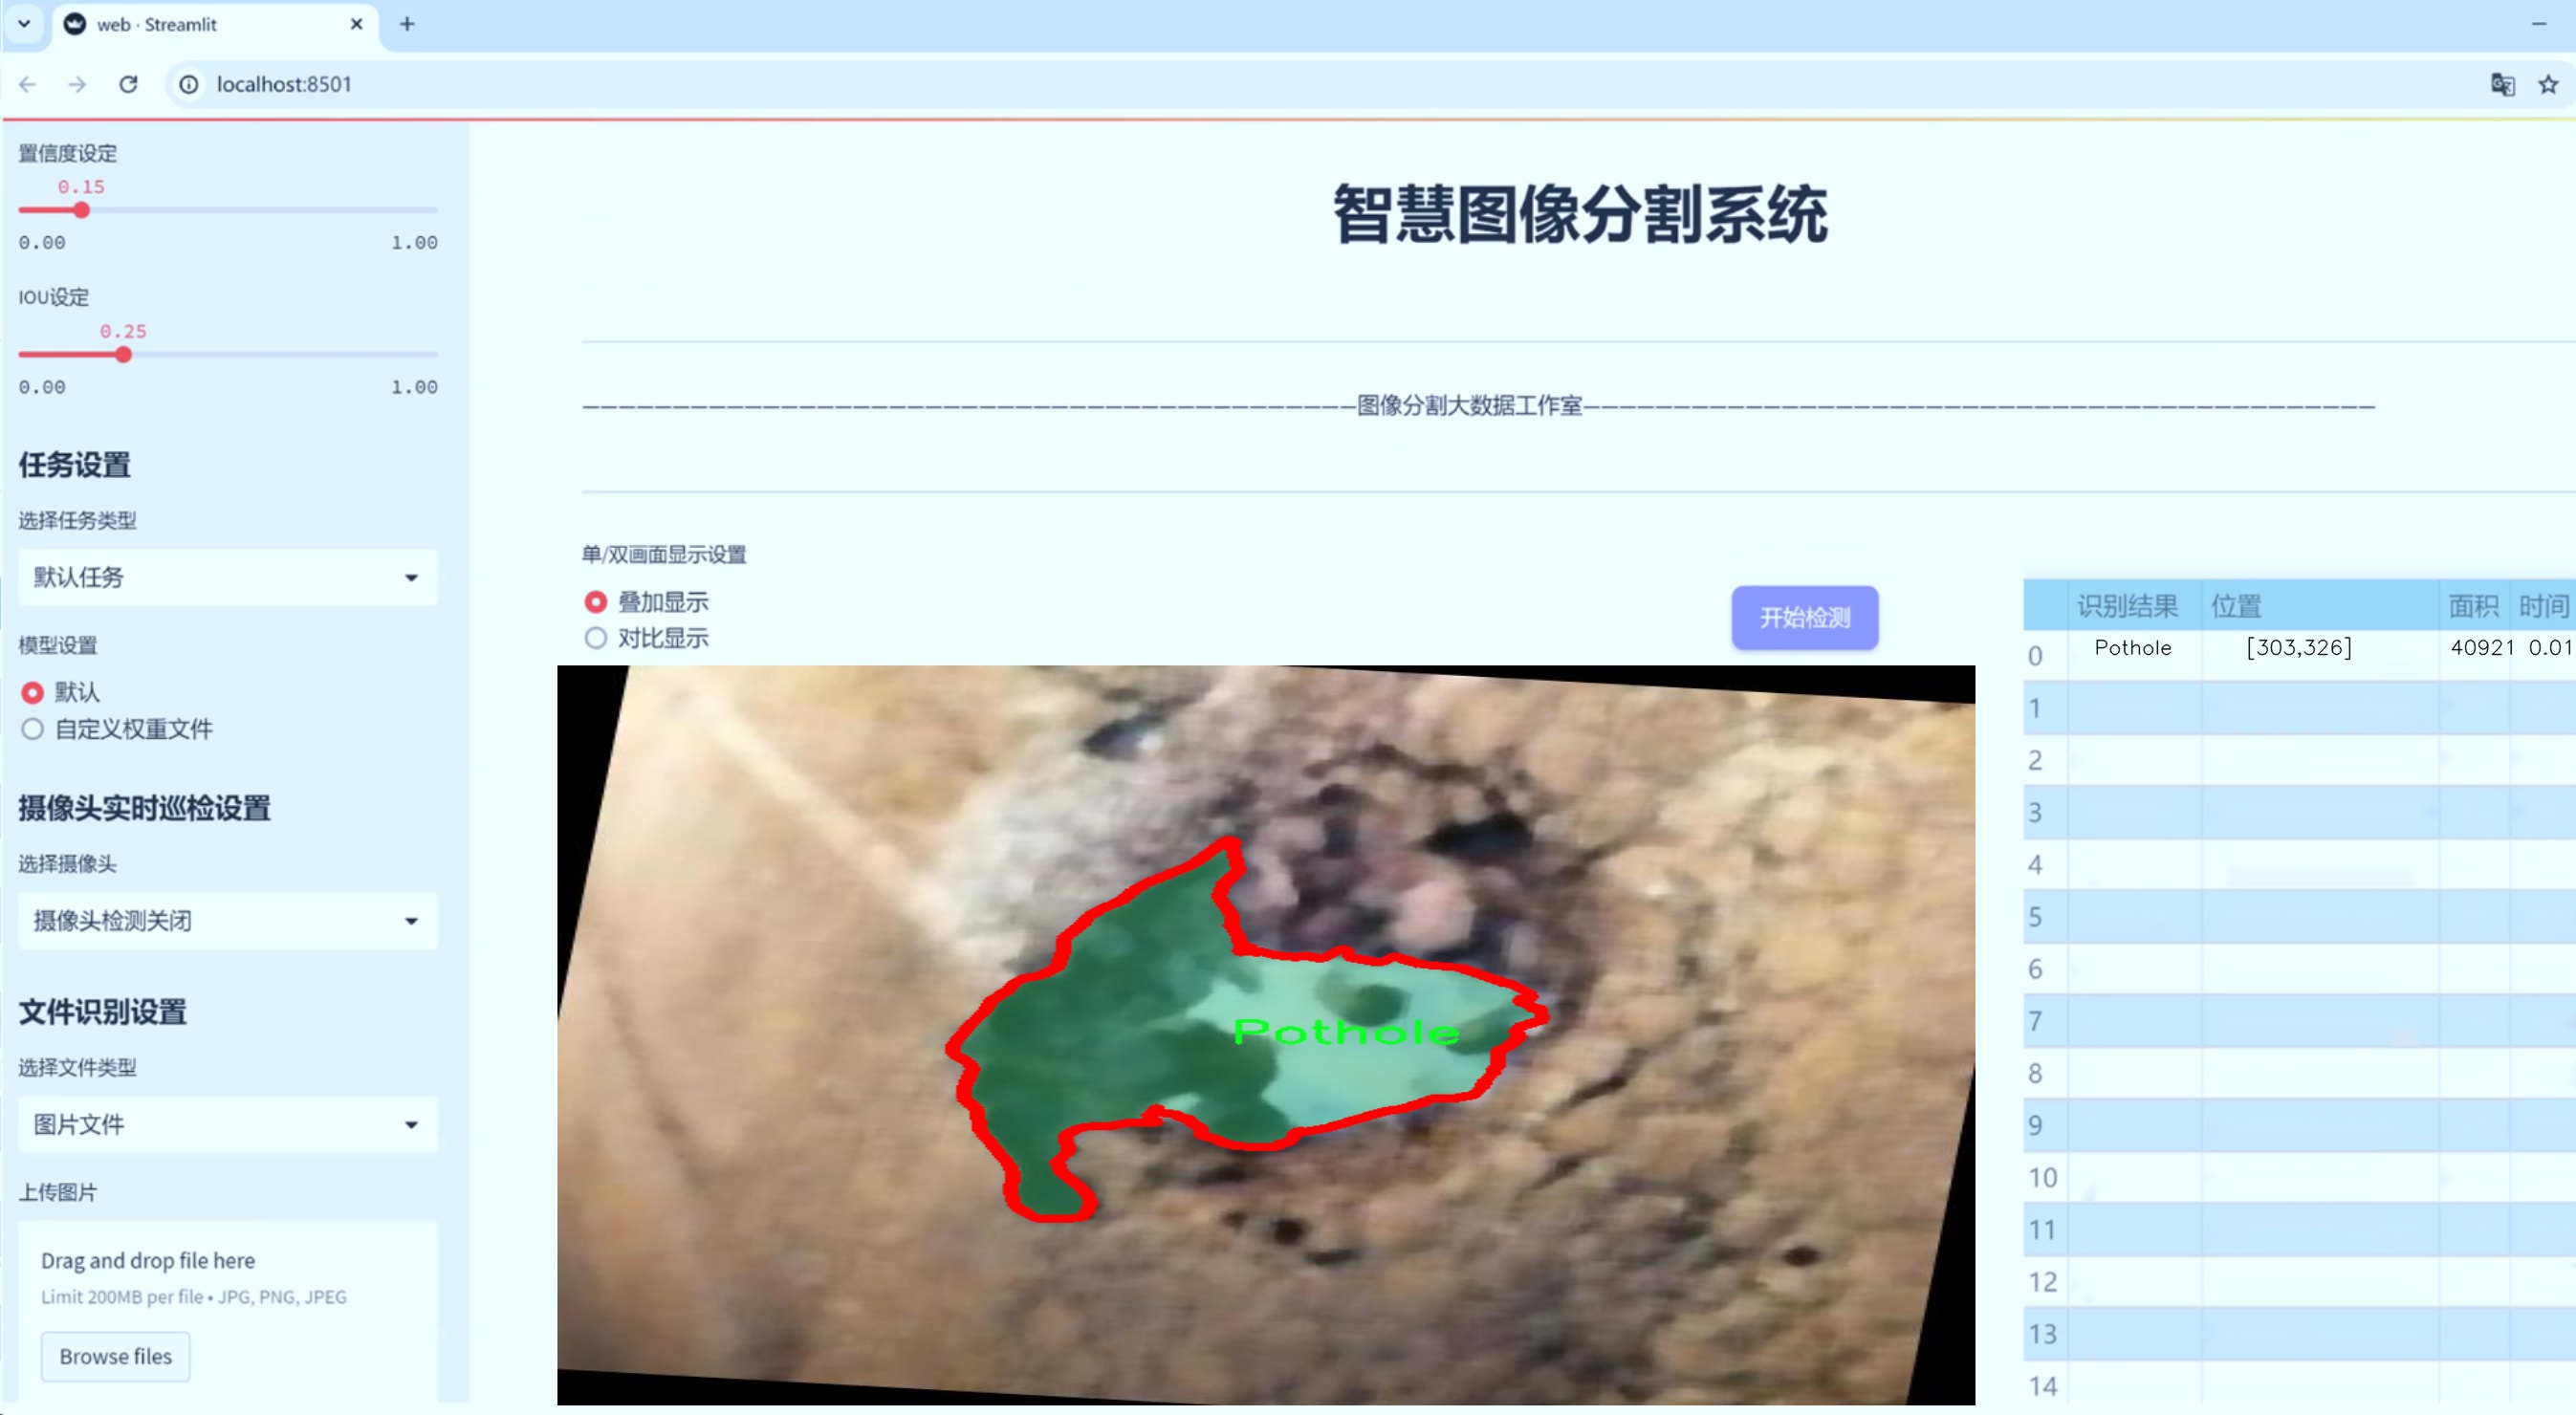 web · Streamlit
localhost:8501
置信度设定
0.15
0.00 1.00
IOU设定
0.25
0.00 1.00
任务设置
选择任务类型
默认任务
模型设置
默认
自定义权重文件
摄像头实时巡检设置
选择摄像头
摄像头检测关闭
文件识别设置
选择文件类型
图片文件
上传图片
Drag and drop file here
Limit 200MB per file • JPG, PNG, JPEG
Browse files
智慧图像分割系统
图像分割大数据工作室
单/双画面显示设置
叠加显示
对比显示
开始检测
Pothole
识别结果 位置 面积 时间
0 Pothole [303,326] 40921 0.01
1
2
3
4
5
6
7
8
9
10
11
12
13
14